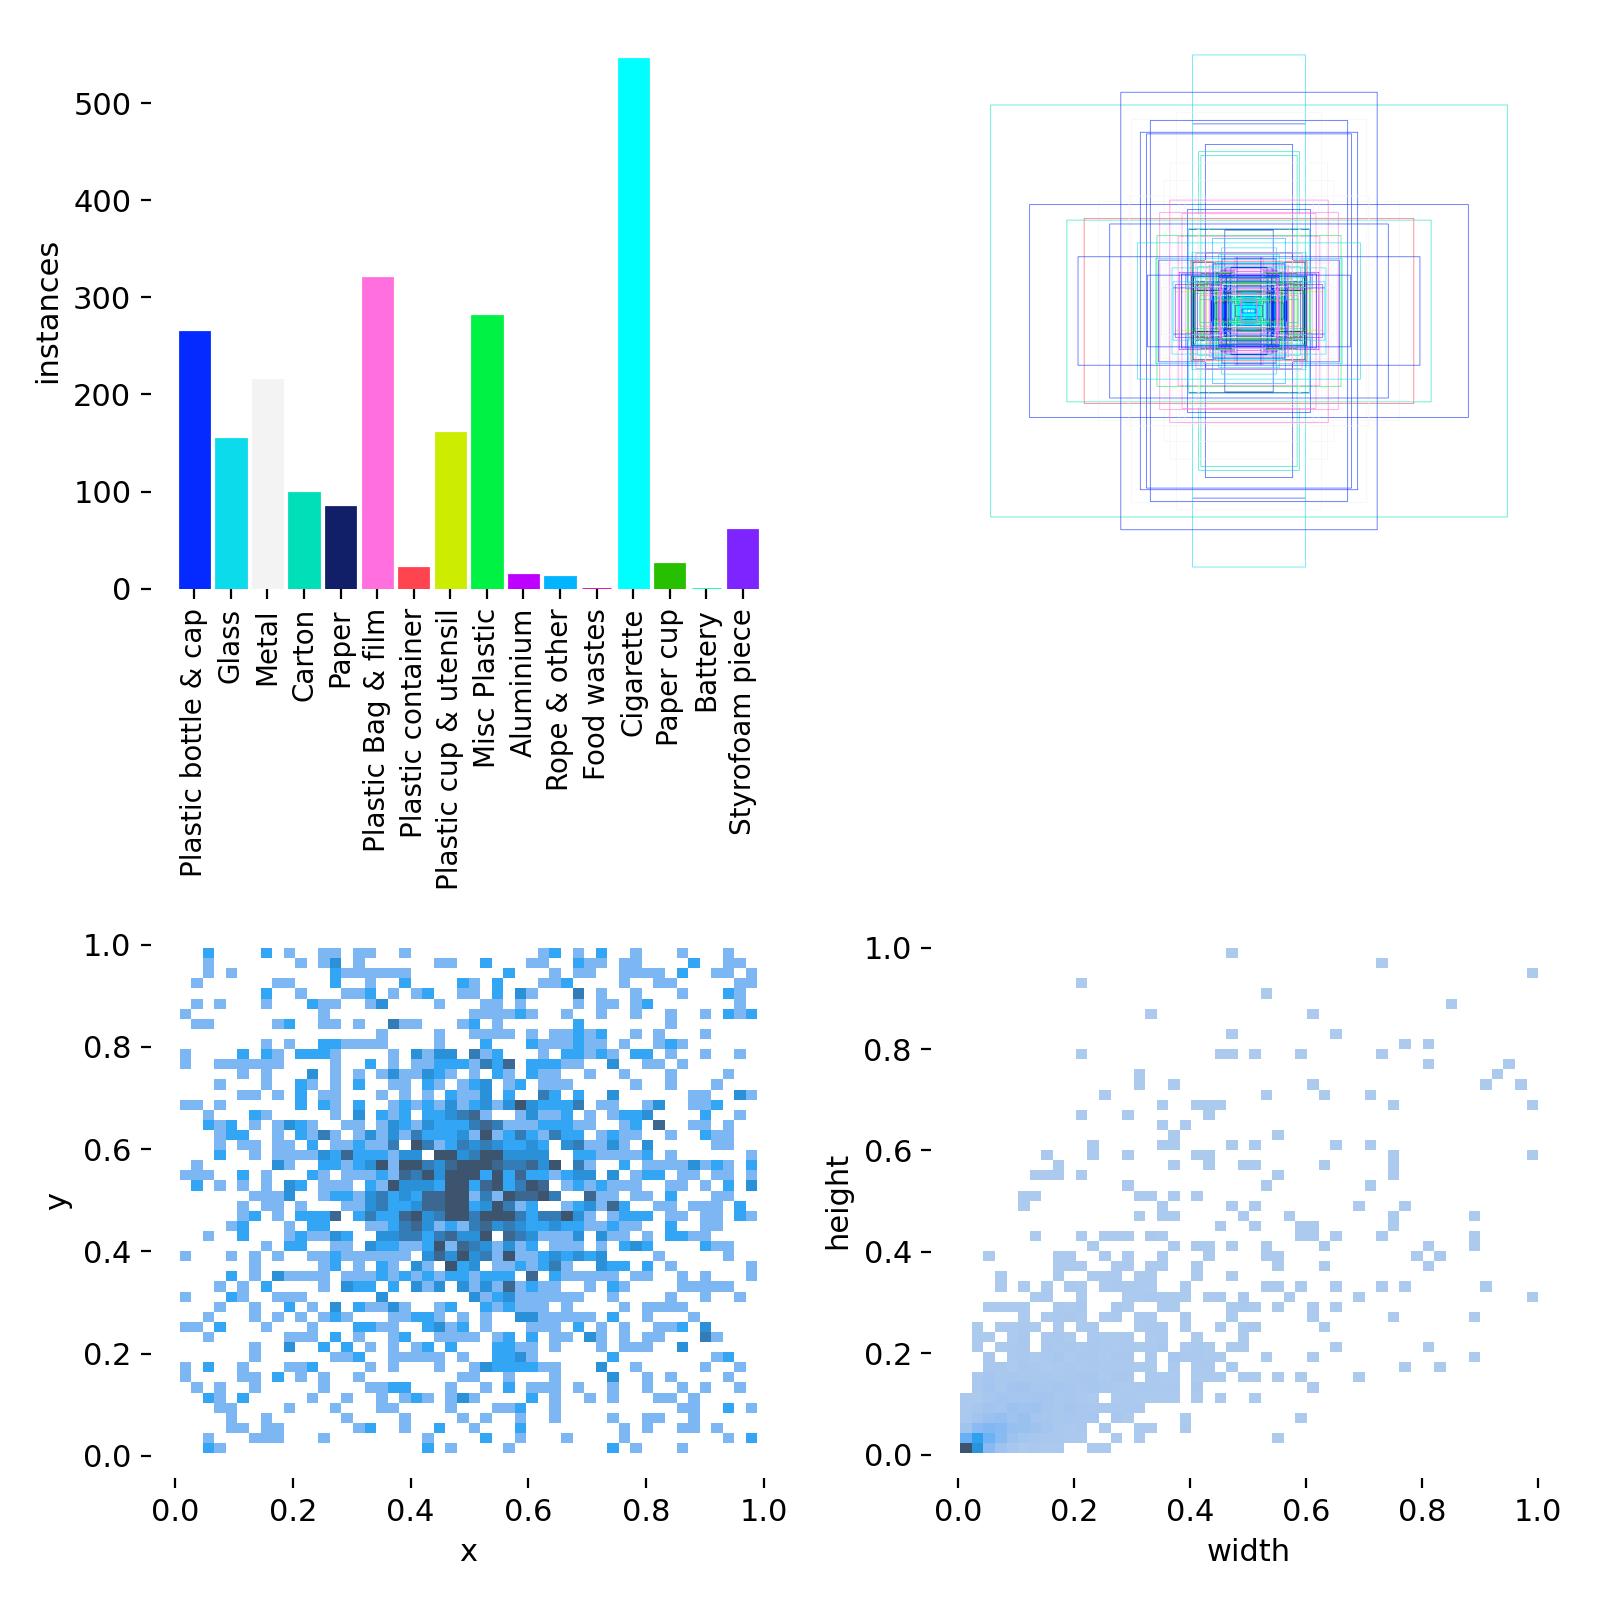 instances
500
400
300
200
100
0
Plastic bottle & cap
Glass
Metal
Carton
Paper
Plastic Bag & film
Plastic container
Plastic cup & utensil
Misc Plastic
Aluminium
Rope & other
Food wastes
Cigarette
Paper cup
Battery
Styrofoam piece
y
1.0
0.8
0.6
0.4
0.2
0.0
0.0 0.2 0.4 0.6 0.8 1.0
x
height
1.0
0.8
0.6
0.4
0.2
0.0
0.0 0.2 0.4 0.6 0.8 1.0
width